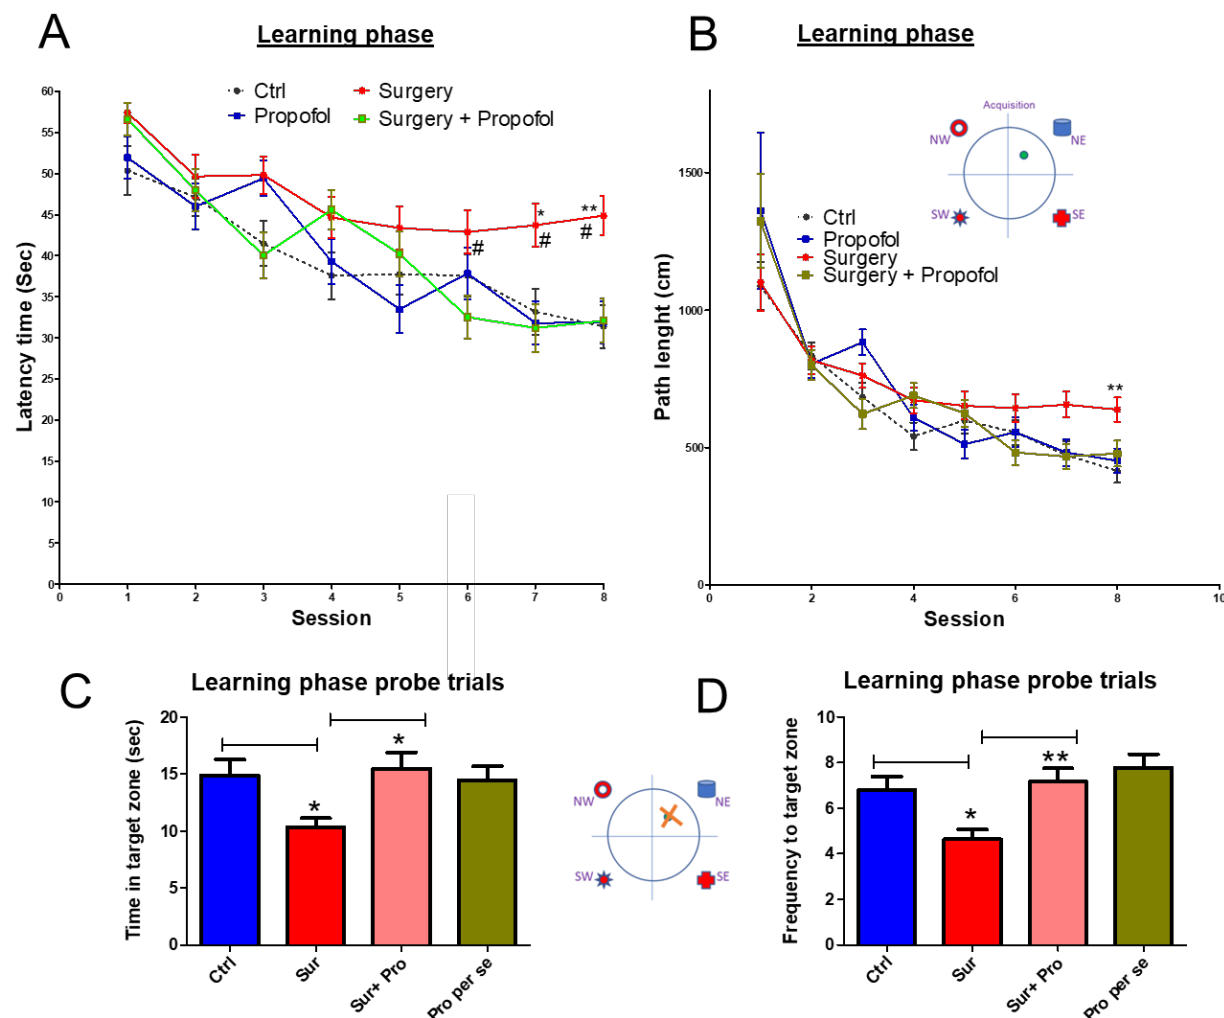 A
Learning phase
Ctrl
Propofol
Surgery
Surgery + Propofol
Latency time (Sec)
60
55
50
45
40
35
30
25
20
15
10
5
0
*
**
#
#
#
0 1 2 3 4 5 6 7 8
Session
B
Learning phase
Acquisition
NW
NE
SW
SE
Ctrl
Propofol
Surgery
Surgery + Propofol
Path lenght (cm)
1500
1000
500
0
**
0 2 4 6 8 10
Session
C
Learning phase probe trials
Time in target zone (sec)
20
15
10
5
0
*
*
Ctrl
Sur
Sur+ Pro
Pro per se
NW
NE
SW
SE
D
Learning phase probe trials
Frequency to target zone
10
8
6
4
2
0
*
**
Ctrl
Sur
Sur+ Pro
Pro per se